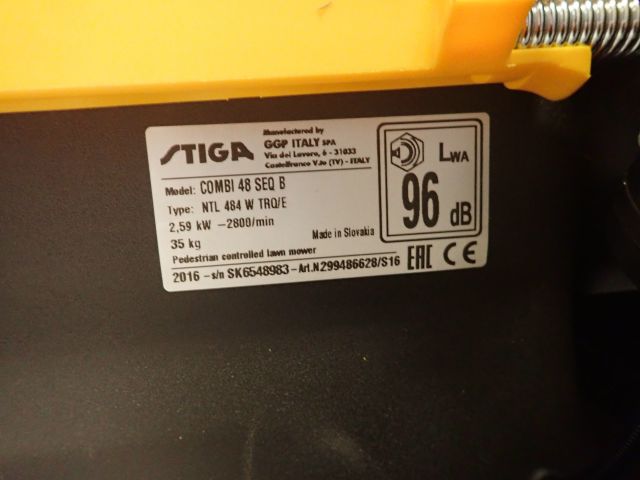 STIGA
Manufactured by
GGP ITALY SPA
Via del Lavoro, 6 - 31033
Castelfranco V.to (TV) - ITALY
Model: COMBI 48 SEQ B
Type: NTL 484 W TRQ/E
2,59 kW -2800/min
35 kg
Made in Slovakia
Pedestrian controlled lawn mower
2016 - s/n SK6548983 - Art.N299486628/S16
LWA
96 dB
EAC CE